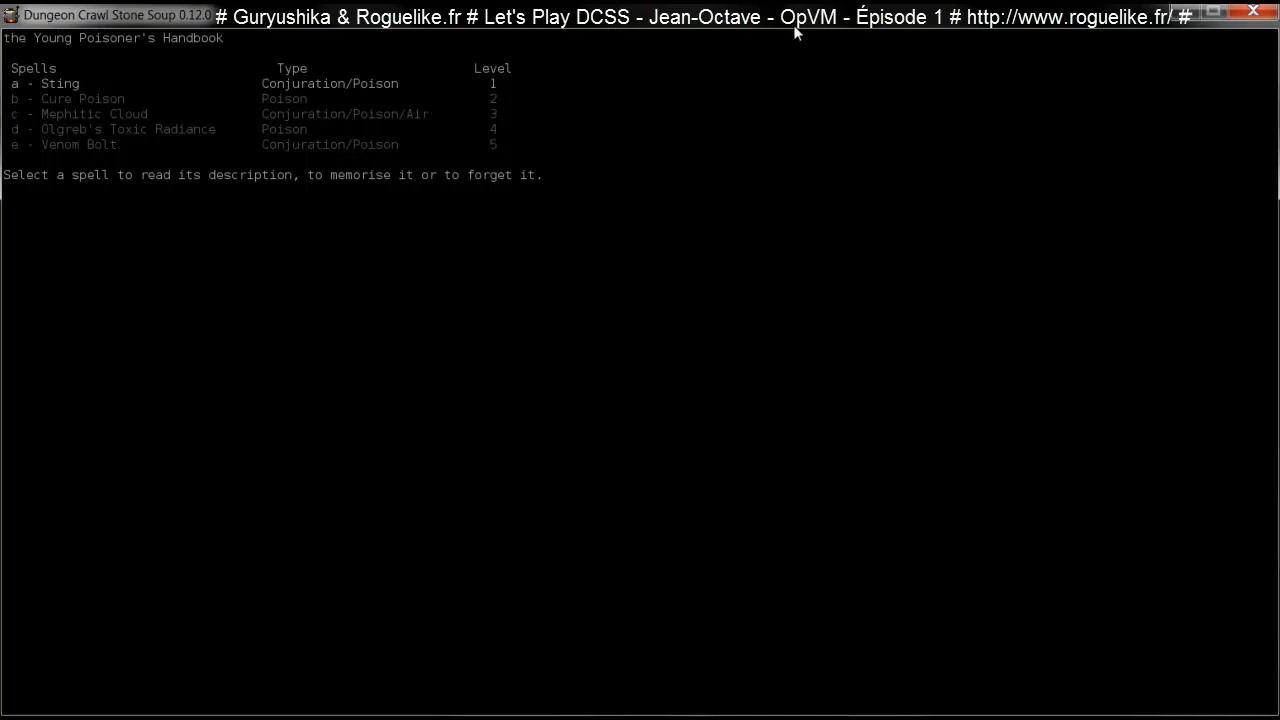 Dungeon Crawl Stone Soup 0.12.0
# Guryushika & Roguelike.fr # Let's Play DCSS - Jean-Octave - OpVM - Épisode 1 # http://www.roguelike.fr/ #
the Young Poisoner's Handbook
Spells Type Level
a - Sting Conjuration/Poison 1
b - Cure Poison Poison 2
c - Mephitic Cloud Conjuration/Poison/Air 3
d - Olgreb's Toxic Radiance Poison 4
e - Venom Bolt Conjuration/Poison 5
Select a spell to read its description, to memorise it or to forget it.